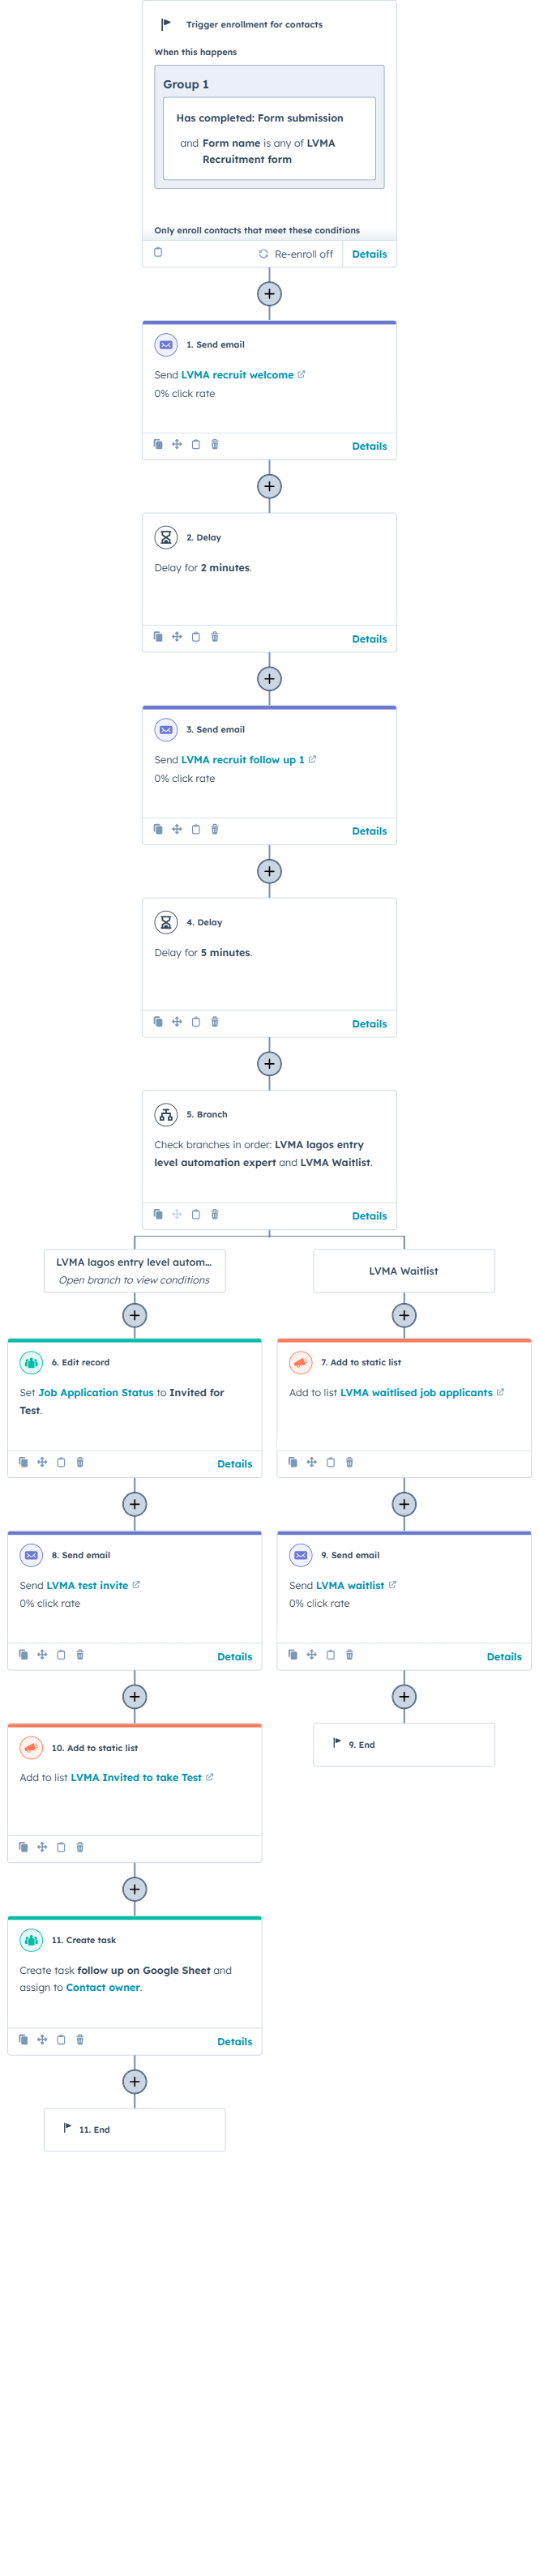 Trigger enrollment for contacts
When this happens
Group 1
Has completed: Form submission
and Form name is any of LVMA
Recruitment form
Only enroll contacts that meet these conditions
Re-enroll off Details
1. Send email
Send LVMA recruit welcome
0% click rate
Details
2. Delay
Delay for 2 minutes.
Details
3. Send email
Send LVMA recruit follow up 1
0% click rate
Details
4. Delay
Delay for 5 minutes.
Details
5. Branch
Check branches in order: LVMA lagos entry
level automation expert and LVMA Waitlist.
Details
LVMA lagos entry level autom...
Open branch to view conditions
LVMA Waitlist
6. Edit record
Set Job Application Status to Invited for
Test.
Details
7. Add to static list
Add to list LVMA waitlised job applicants
8. Send email
Send LVMA test invite
0% click rate
Details
9. Send email
Send LVMA waitlist
0% click rate
Details
10. Add to static list
Add to list LVMA Invited to take Test
9. End
11. Create task
Create task follow up on Google Sheet and
assign to Contact owner.
Details
11. End